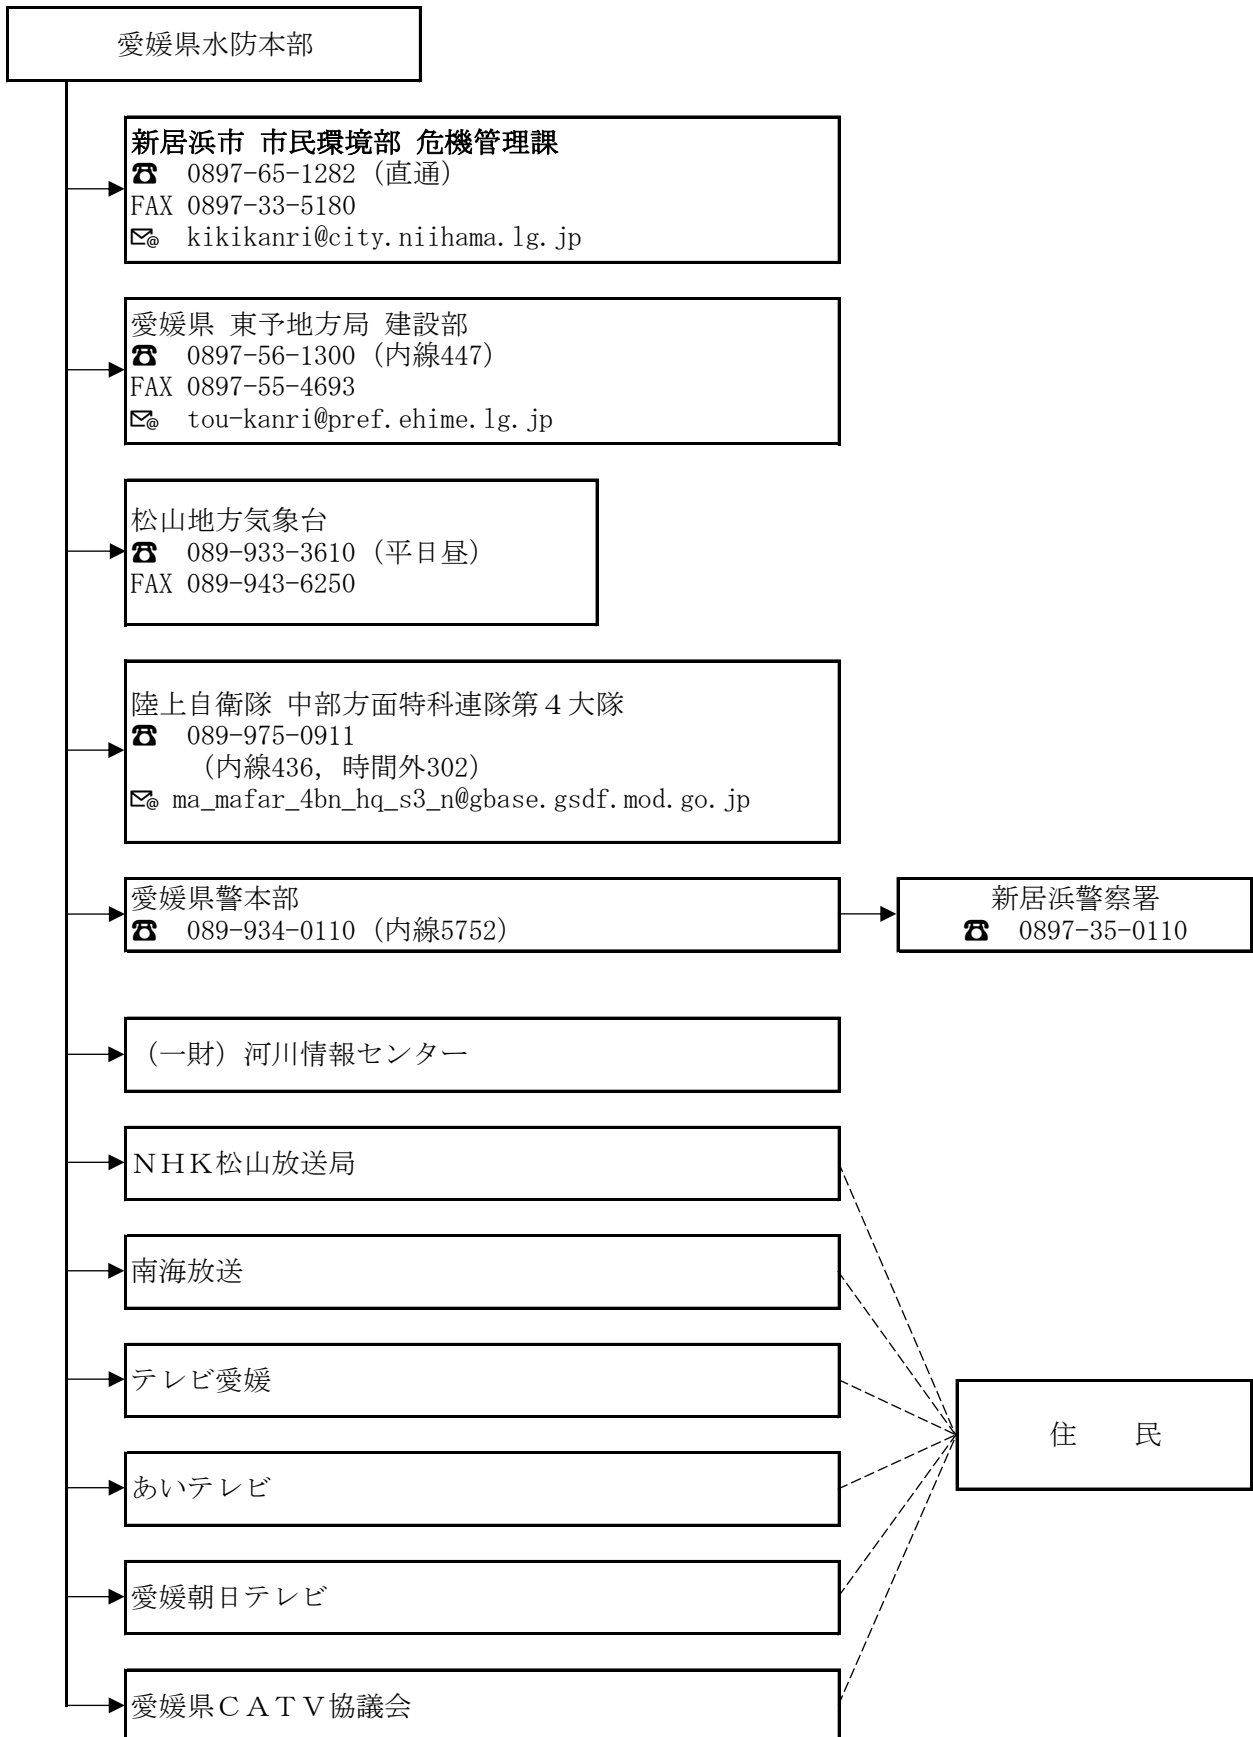 愛媛県水防本部
新居浜市 市民環境部 危機管理課
☎ 0897-65-1282（直通）
FAX 0897-33-5180
kikikanri@city.niihama.lg.jp
愛媛県 東予地方局 建設部
☎ 0897-56-1300（内線447）
FAX 0897-55-4693
tou-kanri@pref.ehime.lg.jp
松山地方気象台
☎ 089-933-3610（平日昼）
FAX 089-943-6250
陸上自衛隊 中部方面特科連隊第４大隊
☎ 089-975-0911
（内線436，時間外302）
ma_mafar_4bn_hq_s3_n@gbase.gsdf.mod.go.jp
愛媛県警本部
☎ 089-934-0110（内線5752）
新居浜警察署
☎ 0897-35-0110
（一財）河川情報センター
ＮＨＫ松山放送局
南海放送
テレビ愛媛
あいテレビ
愛媛朝日テレビ
愛媛県ＣＡＴＶ協議会
住　民